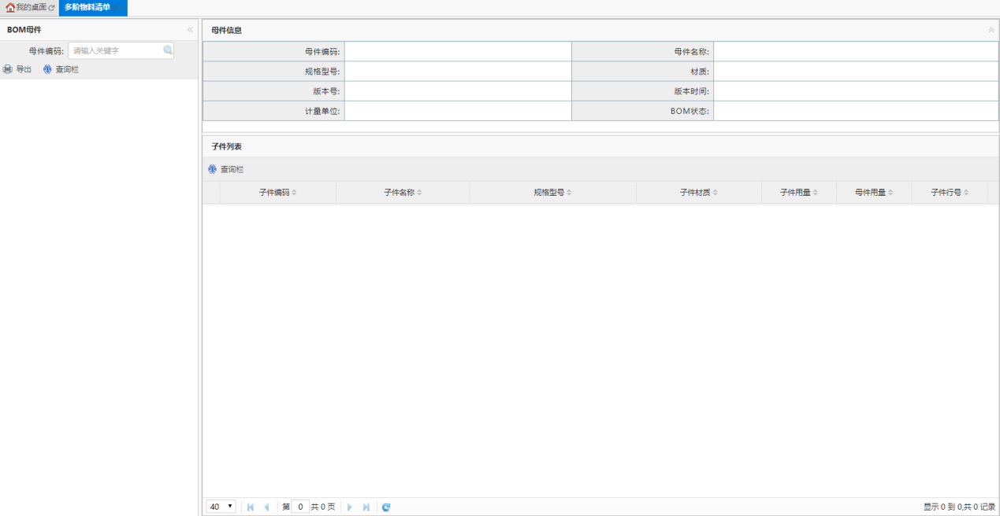 我的桌面 多阶物料清单
BOM母件
母件编码: 请输入关键字
导出 查询栏
母件信息
母件编码: 母件名称:
规格型号: 材质:
版本号: 版本时间:
计量单位: BOM状态:
子件列表
查询栏
子件编码 子件名称 规格型号 子件材质 子件用量 母件用量 子件行号
40 第 0 共 0 页 显示 0 到 0,共 0 记录